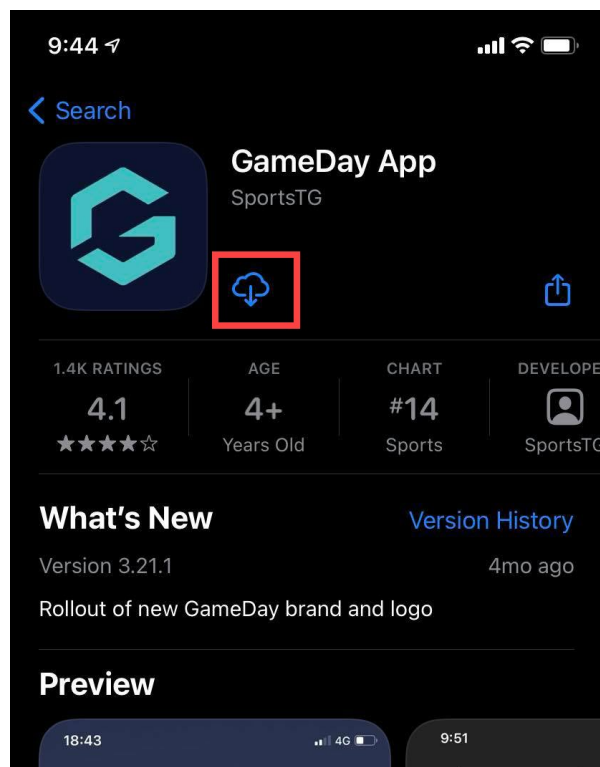 9:44
Search
GameDay App
SportsTG
1.4K RATINGS
AGE
CHART
DEVELOPE
4.1
4+
#14
Years Old
Sports
SportsTG
What's New
Version History
Version 3.21.1
4mo ago
Rollout of new GameDay brand and logo
Preview
18:43
4G
9:51